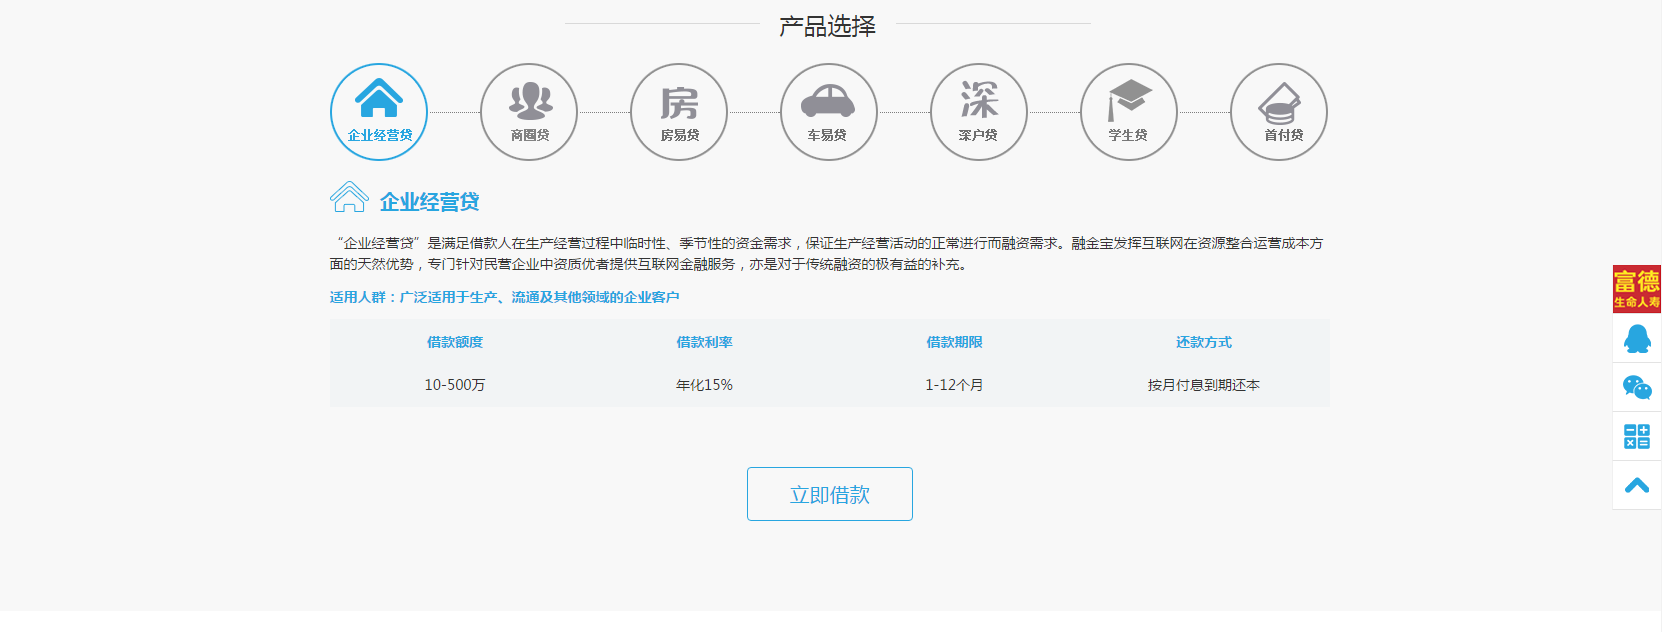 产品选择
企业经营贷
商圈贷
房
房易贷
车易贷
深
深户贷
学生贷
首付贷
企业经营贷
“企业经营贷”是满足借款人在生产经营过程中临时性、季节性的资金需求，保证生产经营活动的正常进行而融资需求。融金宝发挥互联网在资源整合运营成本方
面的天然优势，专门针对民营企业中资质优者提供互联网金融服务，亦是对于传统融资的极有益的补充。
适用人群：广泛适用于生产、流通及其他领域的企业客户
借款额度 借款利率 借款期限 还款方式
10-500万 年化15% 1-12个月 按月付息到期还本
立即借款
富德
生命人寿